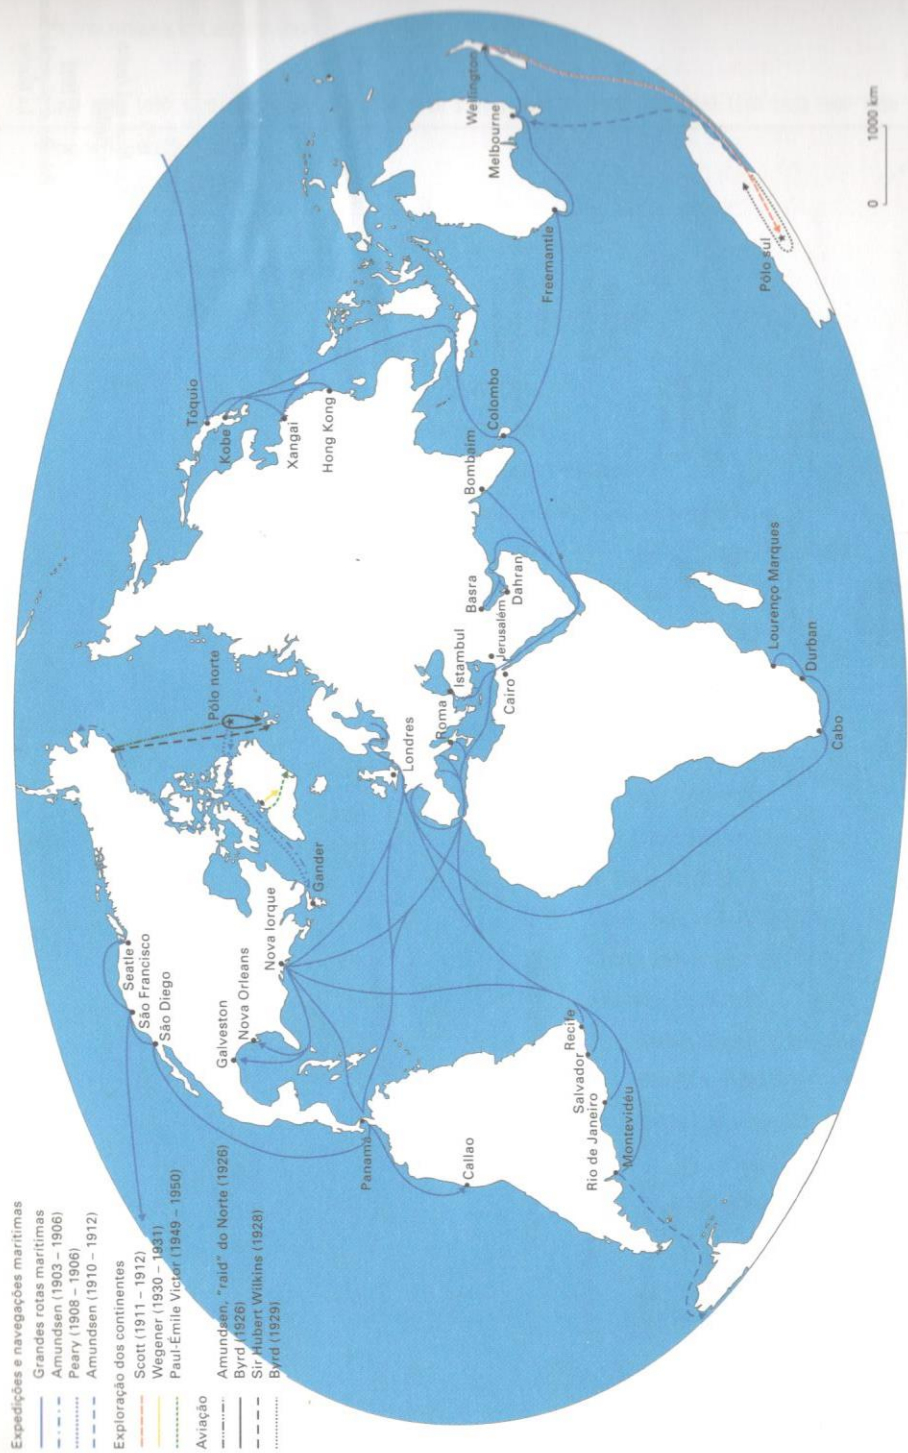 Expedições e navegações marítimas
Grandes rotas marítimas
Amundsen (1903 – 1906)
Peary (1908 – 1906)
Amundsen (1910 – 1912)
Exploração dos continentes
Scott (1911 – 1912)
Wegener (1930 – 1931)
Paul-Émile Victor (1949 – 1950)
Aviação
Amundsen, "raid" do Norte (1926)
Byrd (1926)
Sir Hubert Wilkins (1928)
Byrd (1929)
Seatle
São Francisco
São Diego
Galveston
Nova Orleans
Nova Iorque
Gander
Panamá
Callao
Recife
Salvador
Rio de Janeiro
Montevidéu
Pólo norte
Londres
Roma
Istambul
Jerusalém
Cairo
Basra
Dahran
Bombaim
Colombo
Tóquio
Kobe
Xangai
Hong Kong
Lourenço Marques
Durban
Cabo
Freemantle
Melbourne
Wellington
Pólo sul
0 1000 km